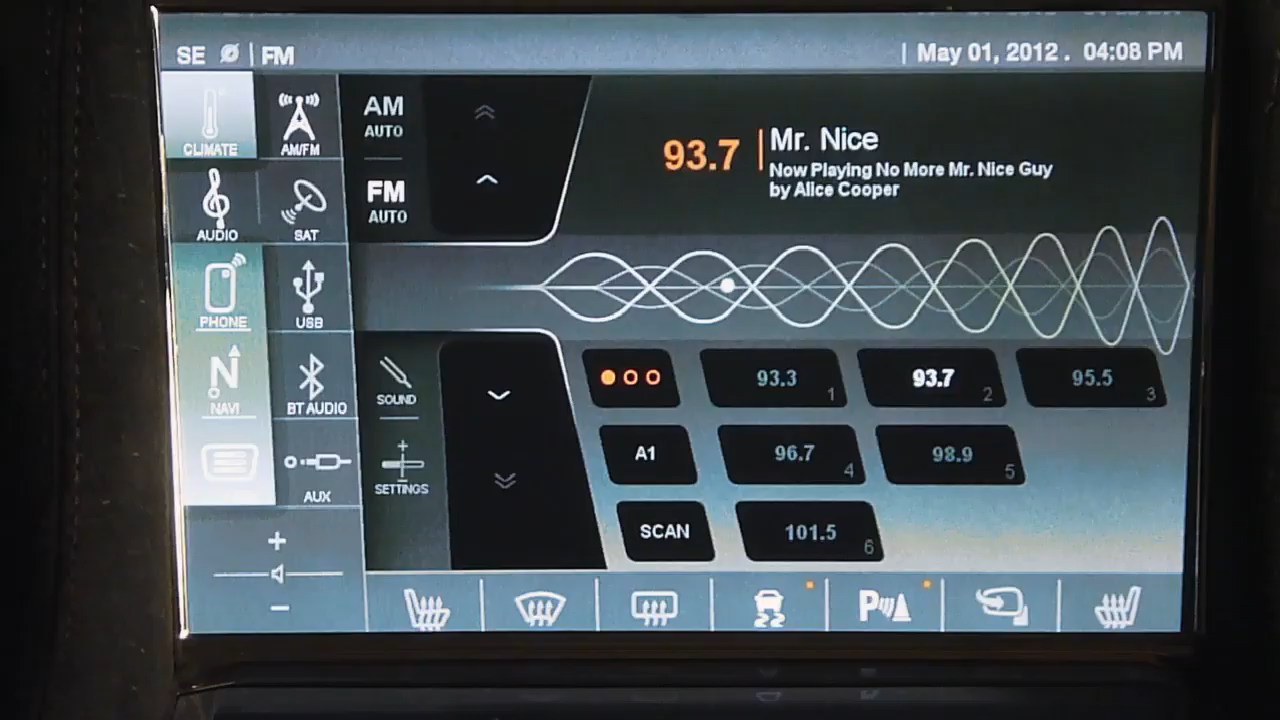 SE | FM
| May 01, 2012 . 04:08 PM
CLIMATE
AM/FM
AUDIO
SAT
PHONE
USB
NAVI
BT AUDIO
AUX
+
−
AM
AUTO
FM
AUTO
93.7
Mr. Nice
Now Playing No More Mr. Nice Guy
by Alice Cooper
SOUND
SETTINGS
93.3 1
93.7 2
95.5 3
A1
96.7 4
98.9 5
SCAN
101.5 6
P